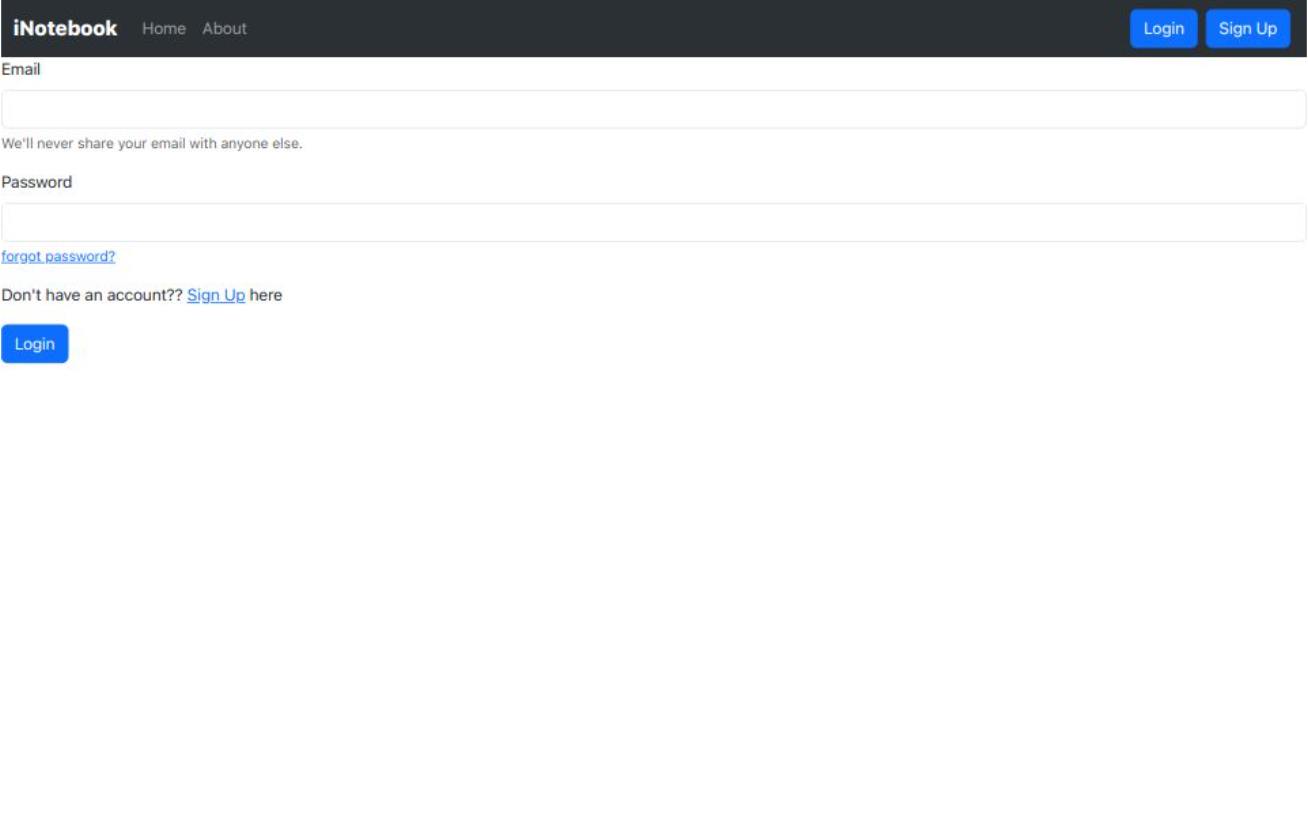 iNotebook Home About Login Sign Up
Email
We'll never share your email with anyone else.
Password
forgot password?
Don't have an account?? Sign Up here
Login